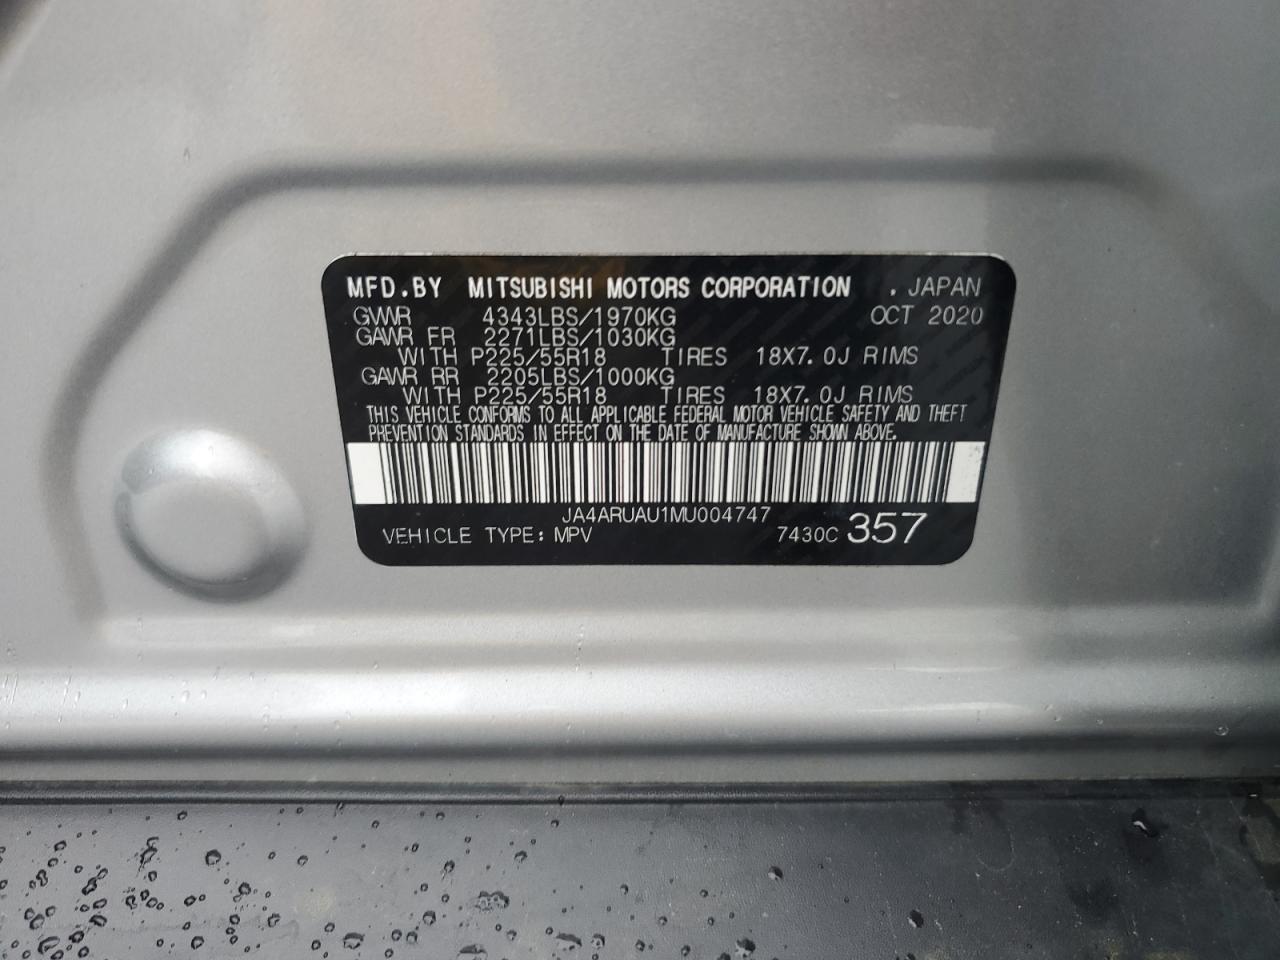 MFD.BY MITSUBISHI MOTORS CORPORATION . JAPAN
GVWR 4343LBS/1970KG OCT 2020
GAWR FR 2271LBS/1030KG
WITH P225/55R18 TIRES 18X7.0J RIMS
GAWR RR 2205LBS/1000KG
WITH P225/55R18 TIRES 18X7.0J RIMS
THIS VEHICLE CONFORMS TO ALL APPLICABLE FEDERAL MOTOR VEHICLE SAFETY AND THEFT
PREVENTION STANDARDS IN EFFECT ON THE DATE OF MANUFACTURE SHOWN ABOVE.
JA4ARUAU1MU004747
VEHICLE TYPE: MPV 7430C 357